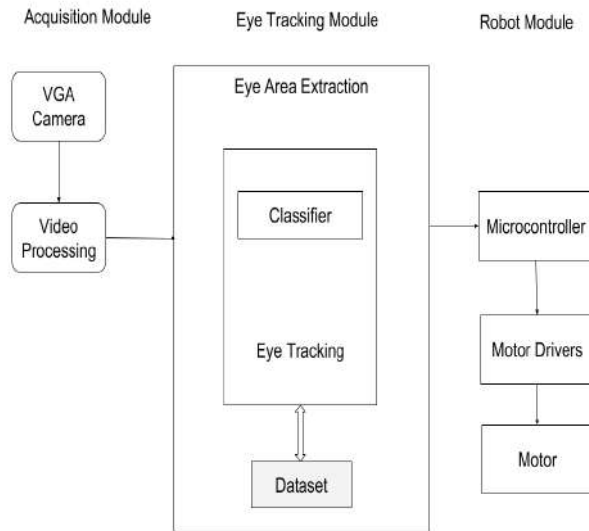 Acquisition Module
Eye Tracking Module
Robot Module
VGA
Camera
Video
Processing
Eye Area Extraction
Classifier
Eye Tracking
Dataset
Microcontroller
Motor Drivers
Motor